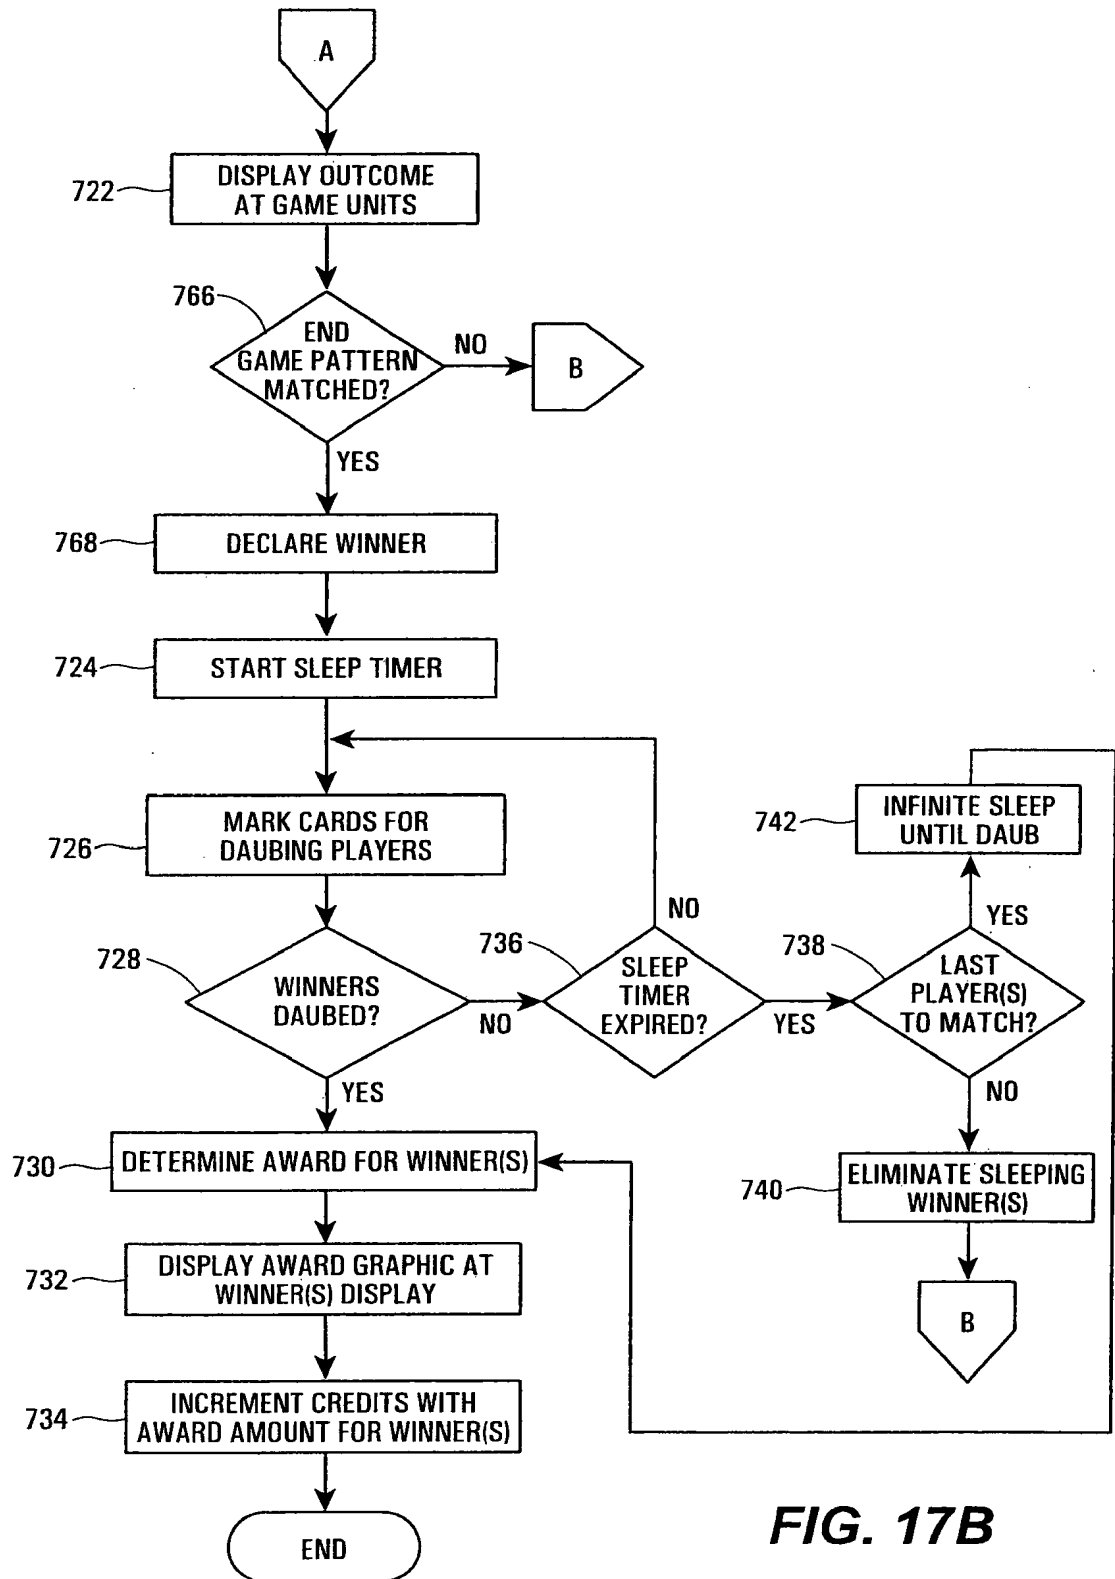 A
722
DISPLAY OUTCOME
AT GAME UNITS
766
END
GAME PATTERN
MATCHED?
NO
B
YES
768
DECLARE WINNER
724
START SLEEP TIMER
726
MARK CARDS FOR
DAUBING PLAYERS
728
WINNERS
DAUBED?
NO
YES
736
SLEEP
TIMER
EXPIRED?
NO
YES
738
LAST
PLAYER(S)
TO MATCH?
YES
NO
742
INFINITE SLEEP
UNTIL DAUB
740
ELIMINATE SLEEPING
WINNER(S)
B
730
DETERMINE AWARD FOR WINNER(S)
732
DISPLAY AWARD GRAPHIC AT
WINNER(S) DISPLAY
734
INCREMENT CREDITS WITH
AWARD AMOUNT FOR WINNER(S)
END
FIG. 17B